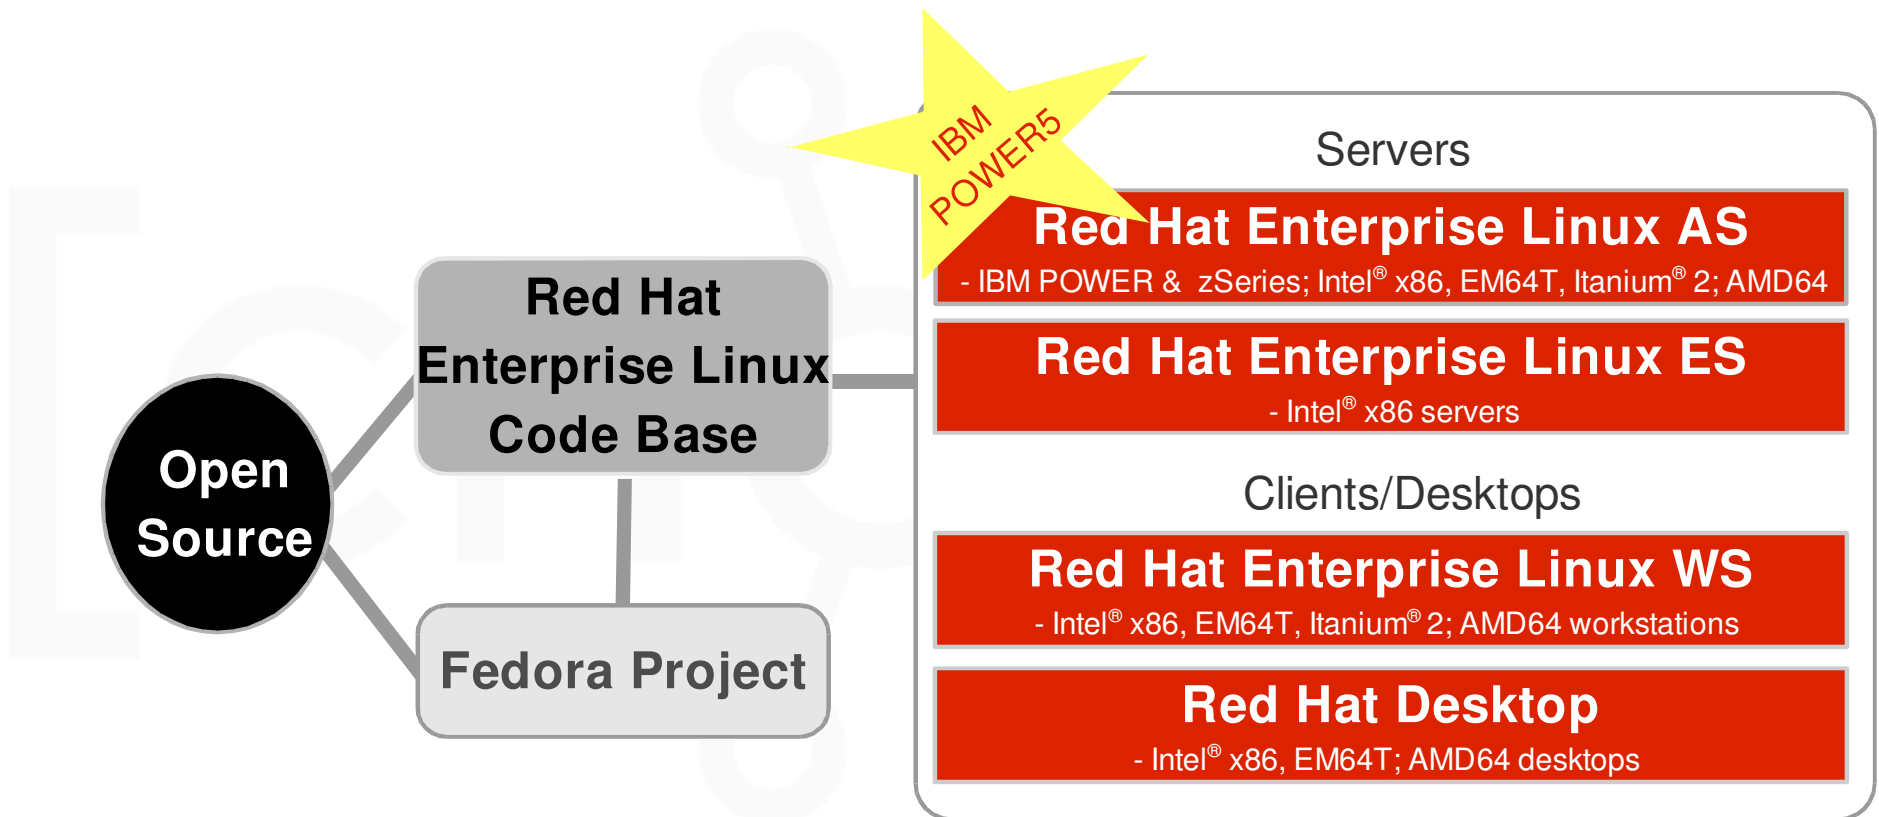 IBM
POWER5
Servers
Red Hat Enterprise Linux AS
- IBM POWER & zSeries; Intel® x86, EM64T, Itanium® 2; AMD64
Red Hat Enterprise Linux ES
- Intel® x86 servers
Clients/Desktops
Red Hat Enterprise Linux WS
- Intel® x86, EM64T, Itanium® 2; AMD64 workstations
Red Hat Desktop
- Intel® x86, EM64T; AMD64 desktops
Red Hat
Enterprise Linux
Code Base
Open
Source
Fedora Project